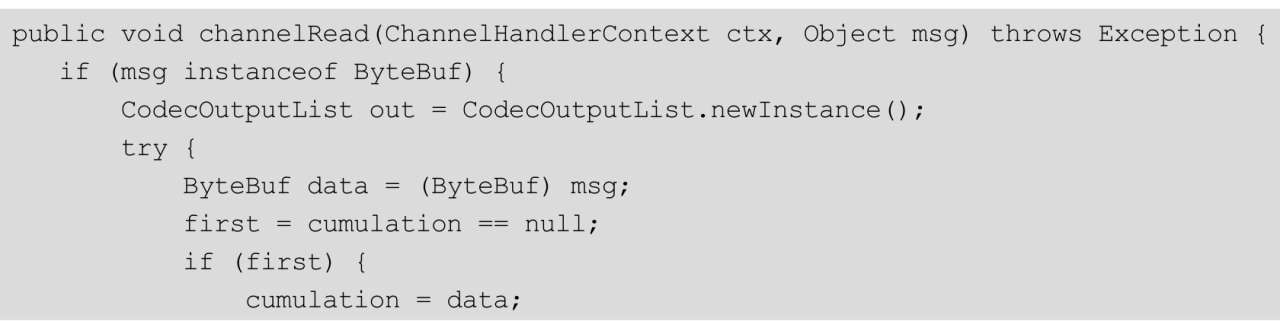 public void channelRead(ChannelHandlerContext ctx, Object msg) throws Exception {
if (msg instanceof ByteBuf) {
CodecOutputList out = CodecOutputList.newInstance();
try {
ByteBuf data = (ByteBuf) msg;
first = cumulation == null;
if (first) {
cumulation = data;